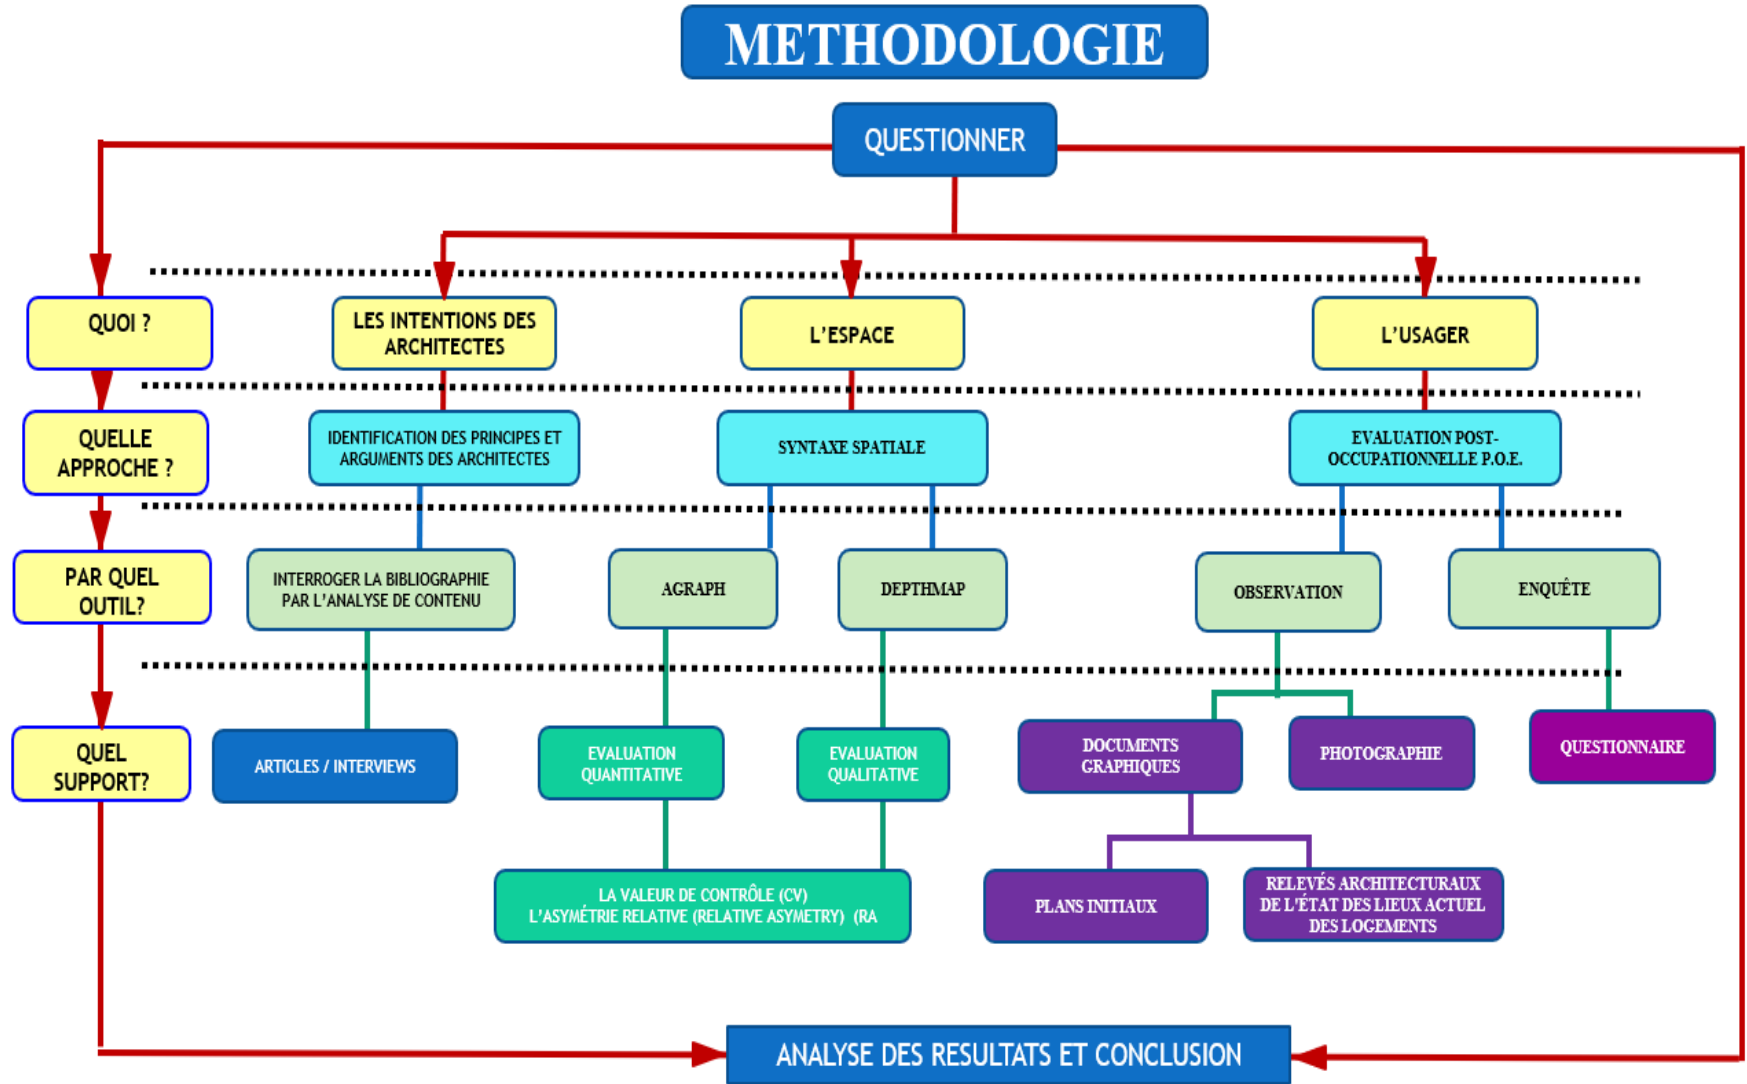 METHODOLOGIE
QUESTIONNER
QUOI ?
LES INTENTIONS DES
ARCHITECTES
L'ESPACE
L'USAGER
QUELLE
APPROCHE ?
IDENTIFICATION DES PRINCIPES ET
ARGUMENTS DES ARCHITECTES
SYNTAXE SPATIALE
EVALUATION POST-
OCCUPATIONNELLE P.O.E.
PAR QUEL
OUTIL?
INTERROGER LA BIBLIOGRAPHIE
PAR L'ANALYSE DE CONTENU
AGRAPH
DEPTHMAP
OBSERVATION
ENQUÊTE
QUEL
SUPPORT?
ARTICLES / INTERVIEWS
EVALUATION
QUANTITATIVE
EVALUATION
QUALITATIVE
DOCUMENTS
GRAPHIQUES
PHOTOGRAPHIE
QUESTIONNAIRE
LA VALEUR DE CONTRÔLE (CV)
L'ASYMÉTRIE RELATIVE (RELATIVE ASYMETRY) (RA
PLANS INITIAUX
RELEVÉS ARCHITECTURAUX
DE L'ÉTAT DES LIEUX ACTUEL
DES LOGEMENTS
ANALYSE DES RESULTATS ET CONCLUSION